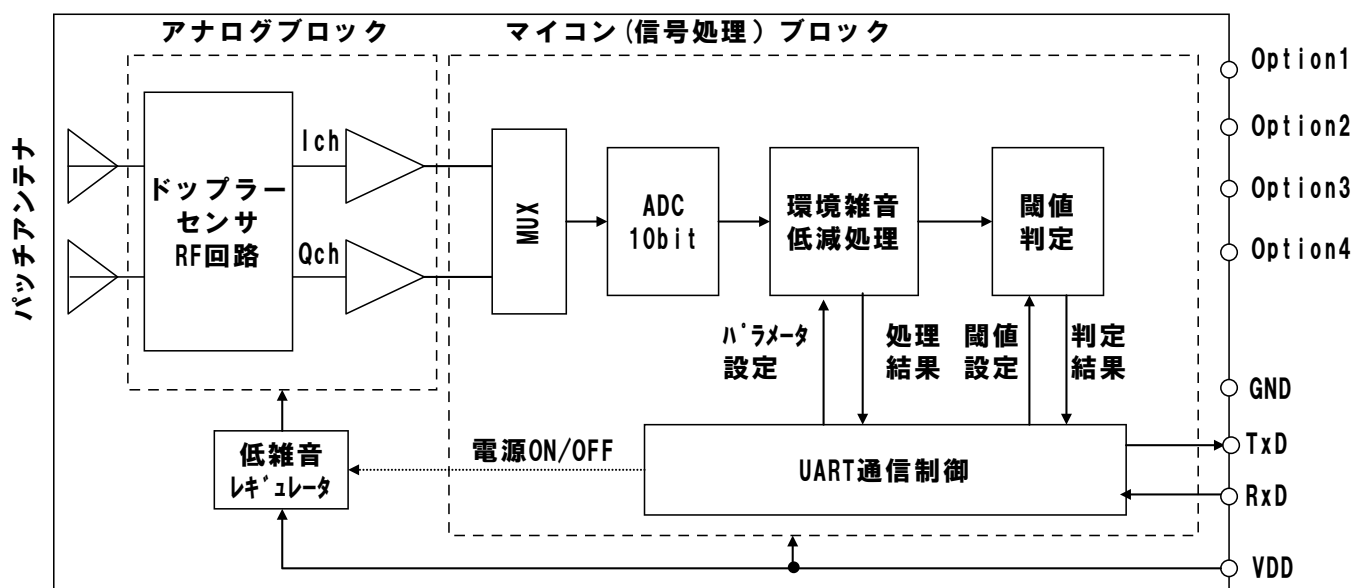 アナログブロック
マイコン(信号処理)ブロック
パッチアンテナ
ドップラー
センサ
RF回路
Ich
Qch
MUX
ADC
10bit
環境雑音
低減処理
閾値
判定
Option1
Option2
Option3
Option4
パラメータ
設定
処理
結果
閾値
設定
判定
結果
GND
低雑音
レギュレータ
電源ON/OFF
UART通信制御
TxD
RxD
VDD